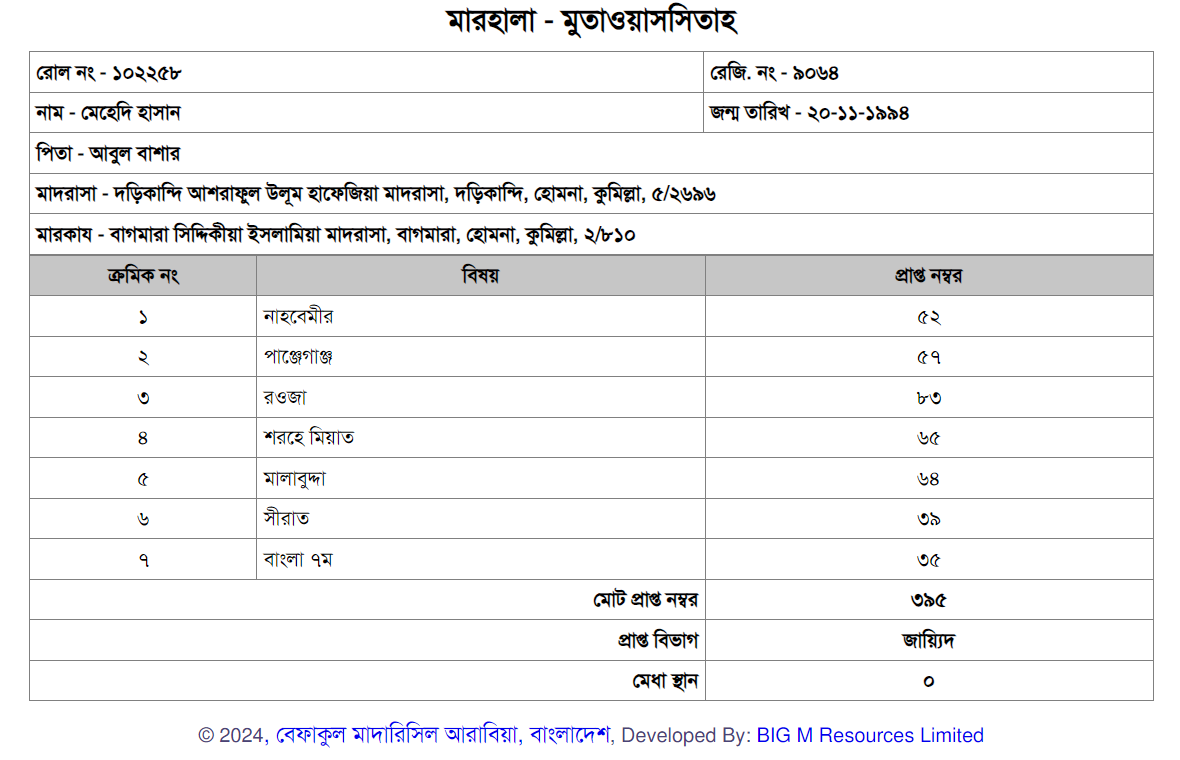 মারহালা - মুতাওয়াসসিতাহ
রোল নং - ১০২২৫৮ রেজি. নং - ৯০৬৪
নাম - মেহেদি হাসান জন্ম তারিখ - ২০-১১-১৯৯৪
পিতা - আবুল বাশার
মাদরাসা - দড়িকান্দি আশরাফুল উলূম হাফেজিয়া মাদরাসা, দড়িকান্দি, হোমনা, কুমিল্লা, ৫/২৬৯৬
মারকায - বাগমারা সিদ্দিকীয়া ইসলামিয়া মাদরাসা, বাগমারা, হোমনা, কুমিল্লা, ২/৮১০
ক্রমিক নং বিষয় প্রাপ্ত নম্বর
১ নাহবেমীর ৫২
২ পাঞ্জেগাঞ্জ ৫৭
৩ রওজা ৮৩
৪ শরহে মিয়াত ৬৫
৫ মালাবুদ্দা ৬৪
৬ সীরাত ৩৯
৭ বাংলা ৭ম ৩৫
মোট প্রাপ্ত নম্বর ৩৯৫
প্রাপ্ত বিভাগ জায়্যিদ
মেধা স্থান ০
© 2024, বেফাকুল মাদারিসিল আরাবিয়া, বাংলাদেশ, Developed By: BIG M Resources Limited